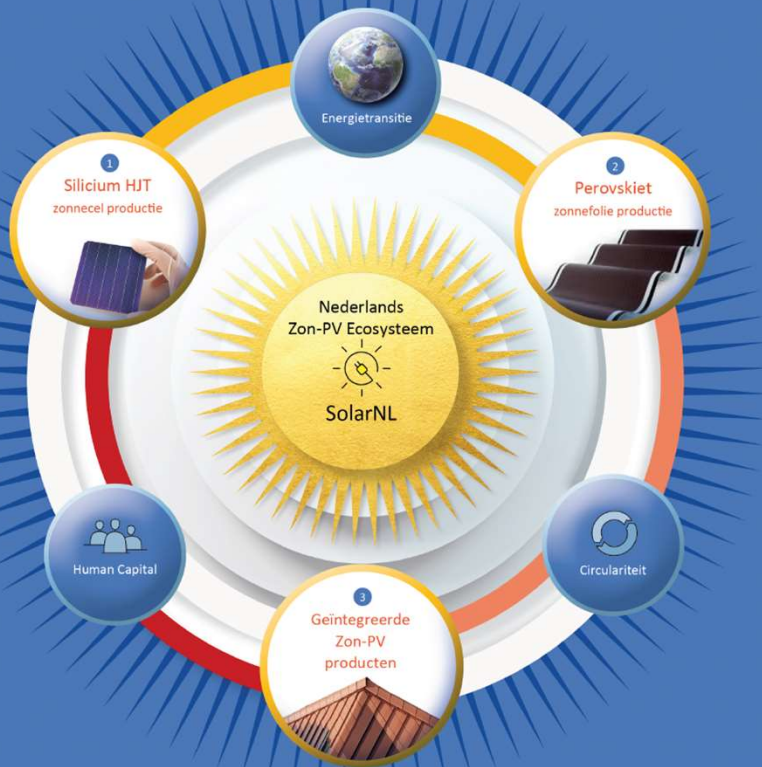 Energietransitie
1
Silicium HJT
zonnecel productie
2
Perovskiet
zonnefolie productie
Nederlands
Zon-PV Ecosysteem
SolarNL
Human Capital
Circulariteit
3
Geïntegreerde
Zon-PV
producten